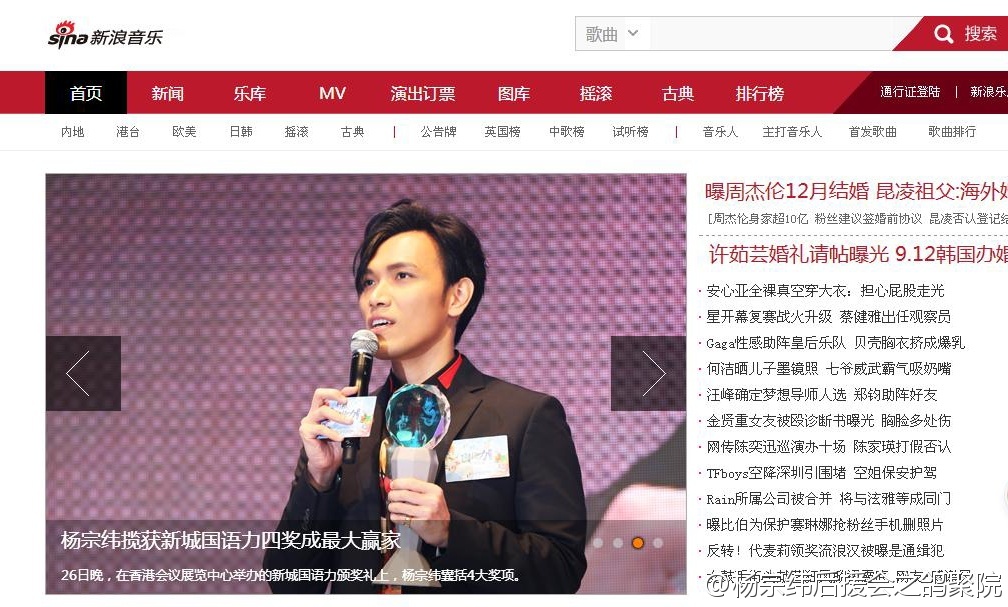 sina新浪音乐
歌曲
搜索
首页 新闻 乐库 MV 演出订票 图库 摇滚 古典 排行榜 通行证登陆 | 新浪乐
内地 港台 欧美 日韩 摇滚 古典 | 公告牌 英国榜 中歌榜 试听榜 | 音乐人 主打音乐人 首发歌曲 歌曲排行
杨宗纬揽获新城国语力四奖成最大赢家
26日晚，在香港会议展览中心举办的新城国语力颁奖礼上，杨宗纬囊括4大奖项。
曝周杰伦12月结婚 昆凌祖父:海外
[周杰伦身家超10亿 粉丝建议签婚前协议 昆凌否认登记结
许茹芸婚礼请帖曝光 9.12韩国办婚
· 安心亚全裸真空穿大衣：担心屁股走光
· 星开幕复赛战火升级 蔡健雅出任观察员
· Gaga性感助阵皇后乐队 贝壳胸衣挤成爆乳
· 何洁晒儿子墨镜照 七爷威武霸气吸奶嘴
· 汪峰确定梦想导师人选 郑钧助阵好友
· 金贤重女友被殴诊断书曝光 胸脸多处伤
· 网传陈奕迅巡演办十场 陈家瑛打假否认
· TFboys空降深圳引围堵 空姐保安护驾
· Rain所属公司被合并 将与泫雅等成同门
· 曝比伯为保护赛琳娜抢粉丝手机删照片
· 反转！代麦莉领奖流浪汉被曝是通缉犯
@杨宗纬后援会之鸽聚院